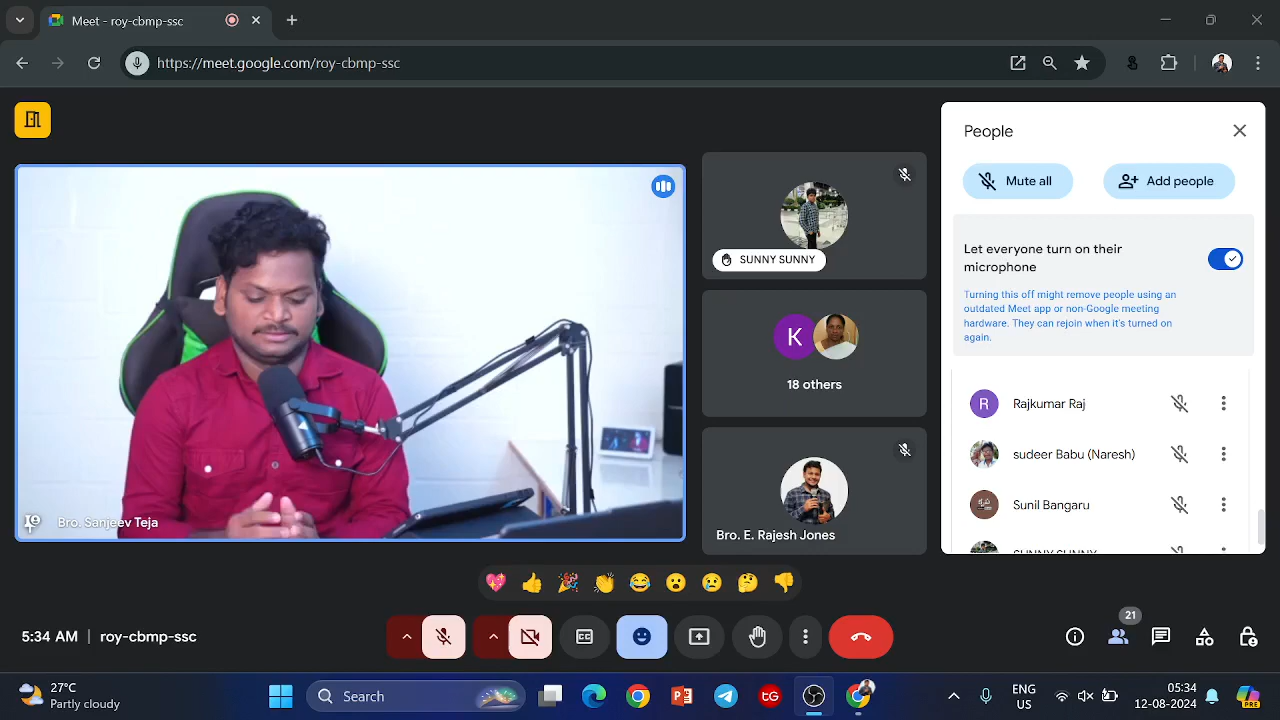 Meet - roy-cbmp-ssc
https://meet.google.com/roy-cbmp-ssc
People
Mute all
Add people
Let everyone turn on their
microphone
Turning this off might remove people using an
outdated Meet app or non-Google meeting
hardware. They can rejoin when it's turned on
again.
R
Rajkumar Raj
sudeer Babu (Naresh)
Sunil Bangaru
SUNNY SUNNY
SUNNY SUNNY
K
18 others
Bro. E. Rajesh Jones
Bro. Sanjeev Teja
5:34 AM
roy-cbmp-ssc
21
27°C
Partly cloudy
Search
tG
ENG
US
05:34
12-08-2024
PRE